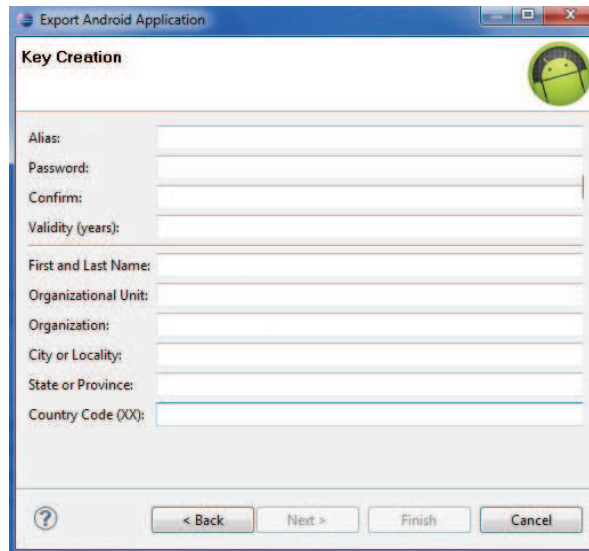 Export Android Application
Key Creation
Alias:
Password:
Confirm:
Validity (years):
First and Last Name:
Organizational Unit:
Organization:
City or Locality:
State or Province:
Country Code (XX):
? < Back Next > Finish Cancel